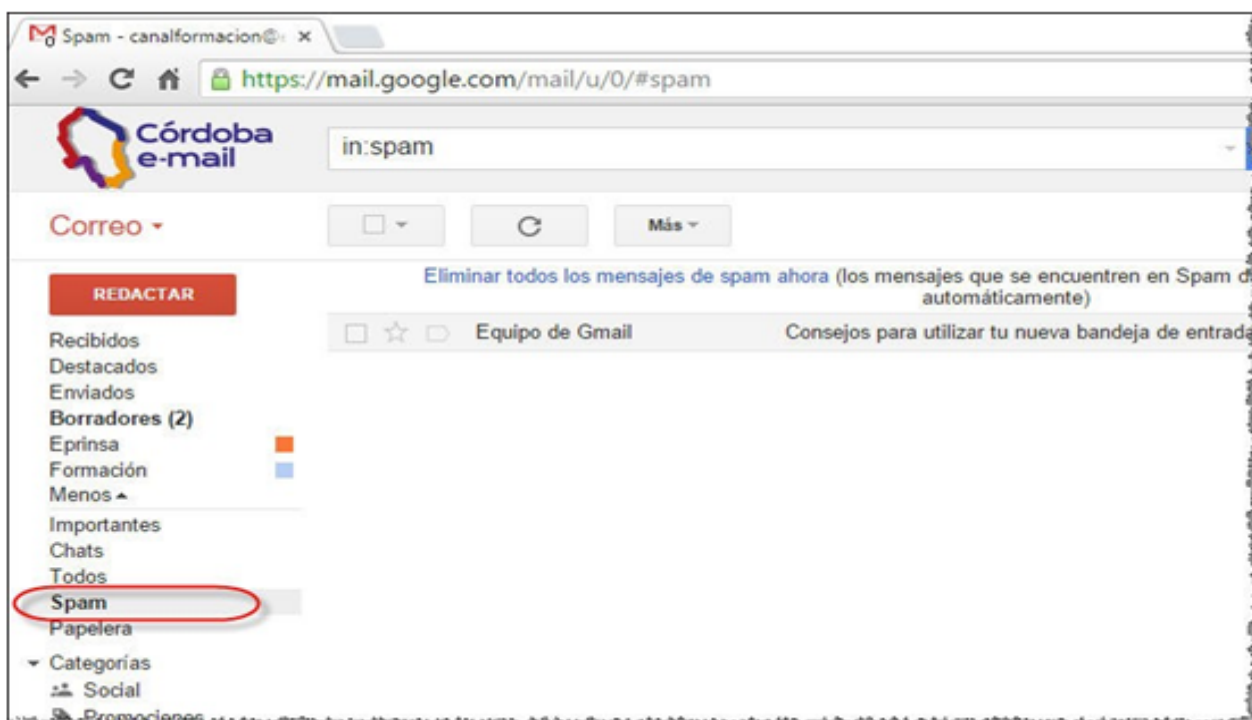 Spam - canalformacion@
https://mail.google.com/mail/u/0/#spam
Córdoba
e-mail
in:spam
Correo
Más
Eliminar todos los mensajes de spam ahora (los mensajes que se encuentren en Spam
automáticamente)
REDACTAR
Equipo de Gmail Consejos para utilizar tu nueva bandeja de entrada
Recibidos
Destacados
Enviados
Borradores (2)
Eprinsa
Formación
Menos
Importantes
Chats
Todos
Spam
Papelera
Categorías
Social
Promociones